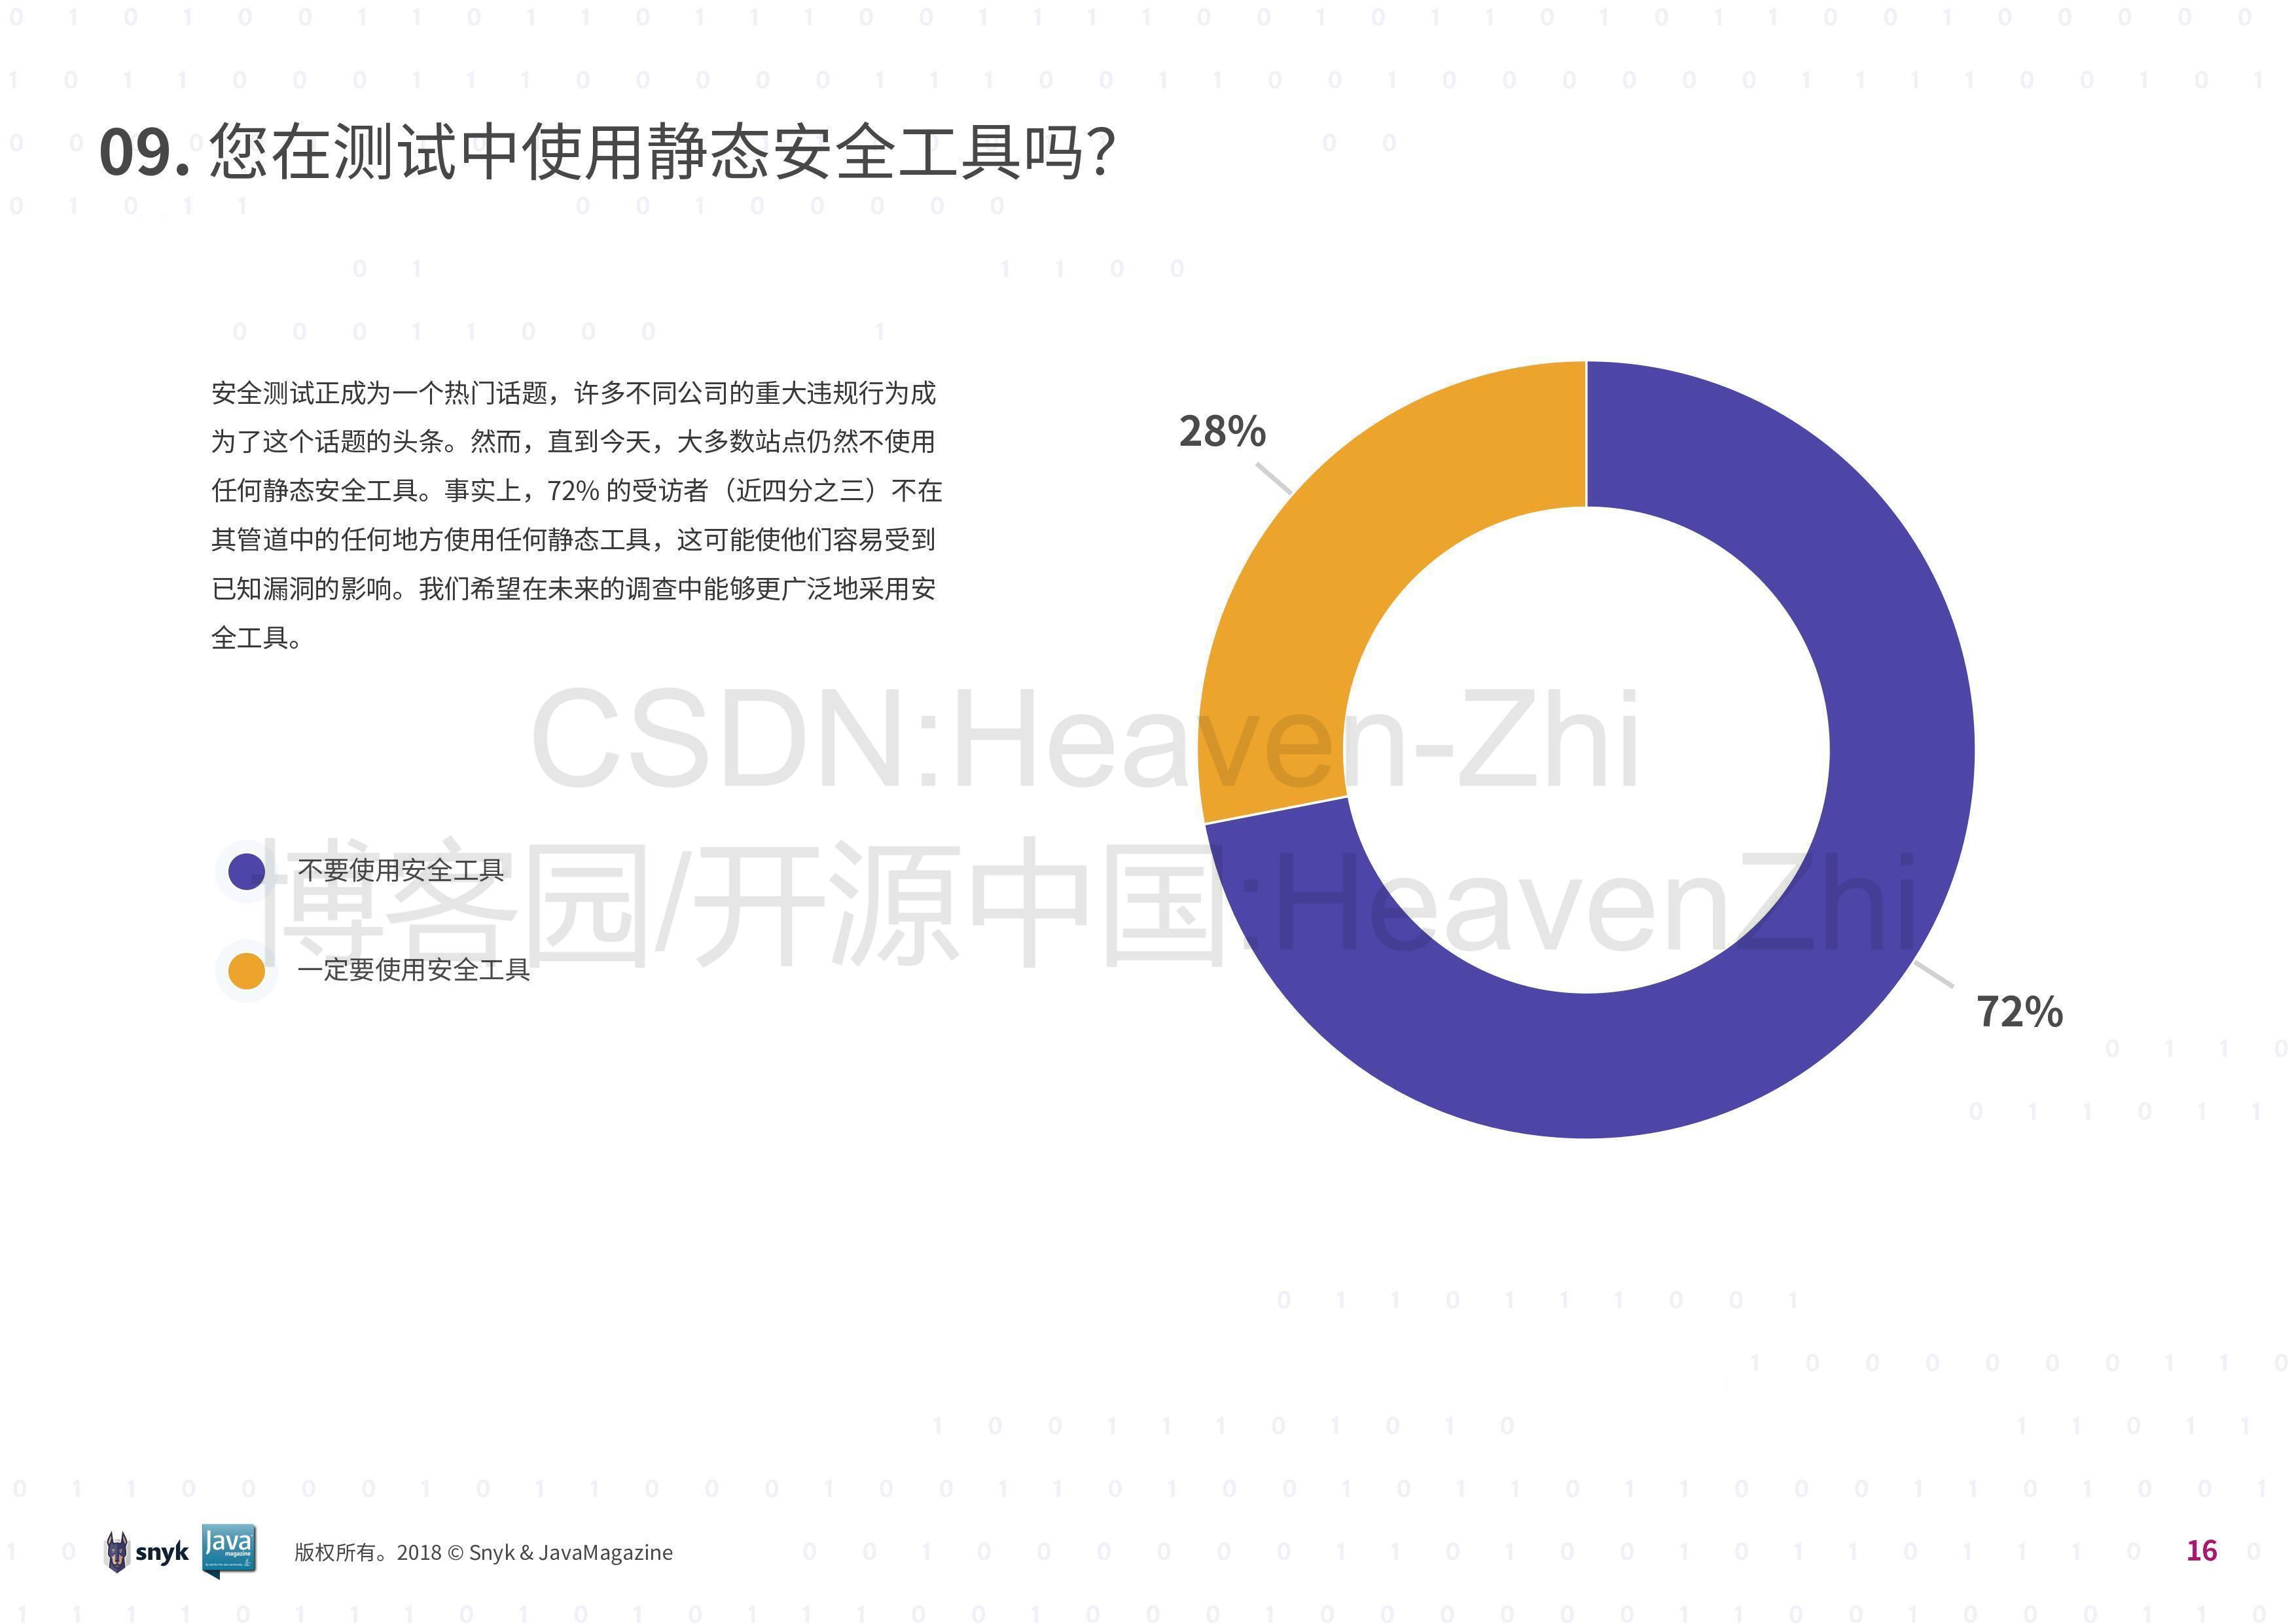 09. 您在测试中使用静态安全工具吗？
安全测试正成为一个热门话题，许多不同公司的重大违规行为成
为了这个话题的头条。然而，直到今天，大多数站点仍然不使用
任何静态安全工具。事实上，72% 的受访者（近四分之三）不在
其管道中的任何地方使用任何静态工具，这可能使他们容易受到
已知漏洞的影响。我们希望在未来的调查中能够更广泛地采用安
全工具。
28%
72%
CSDN:Heaven-Zhi
博客园/开源中国:HeavenZhi
不要使用安全工具
一定要使用安全工具
snyk
Java
magazine
版权所有。2018 © Snyk & JavaMagazine
16